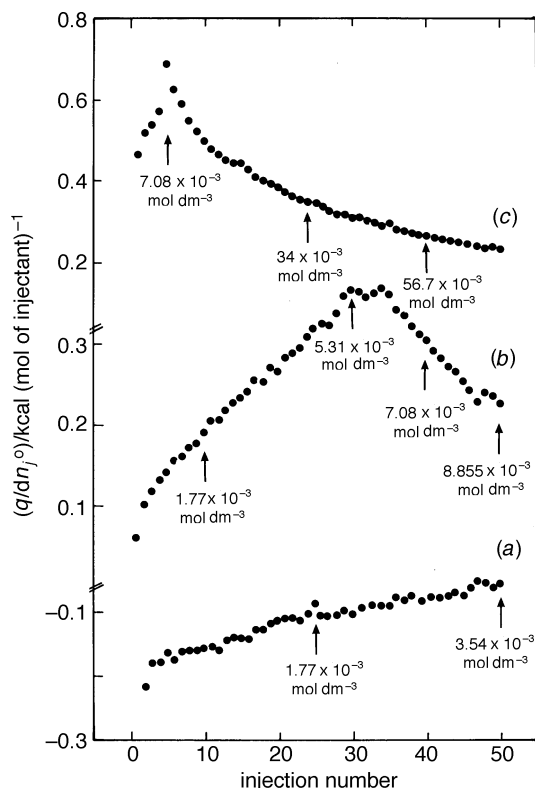 (q/dnⱼ°)/kcal (mol of injectant)⁻¹
0.8
0.6
0.4
0.2
0.3
0.2
0.1
−0.1
−0.3
(c)
7.08 x 10⁻³
mol dm⁻³
34 x 10⁻³
mol dm⁻³
56.7 x 10⁻³
mol dm⁻³
(b)
5.31 x 10⁻³
mol dm⁻³
7.08 x 10⁻³
mol dm⁻³
1.77x 10⁻³
mol dm⁻³
8.855 x 10⁻³
mol dm⁻³
(a)
1.77 x 10⁻³
mol dm⁻³
3.54 x 10⁻³
mol dm⁻³
0 10 20 30 40 50
injection number